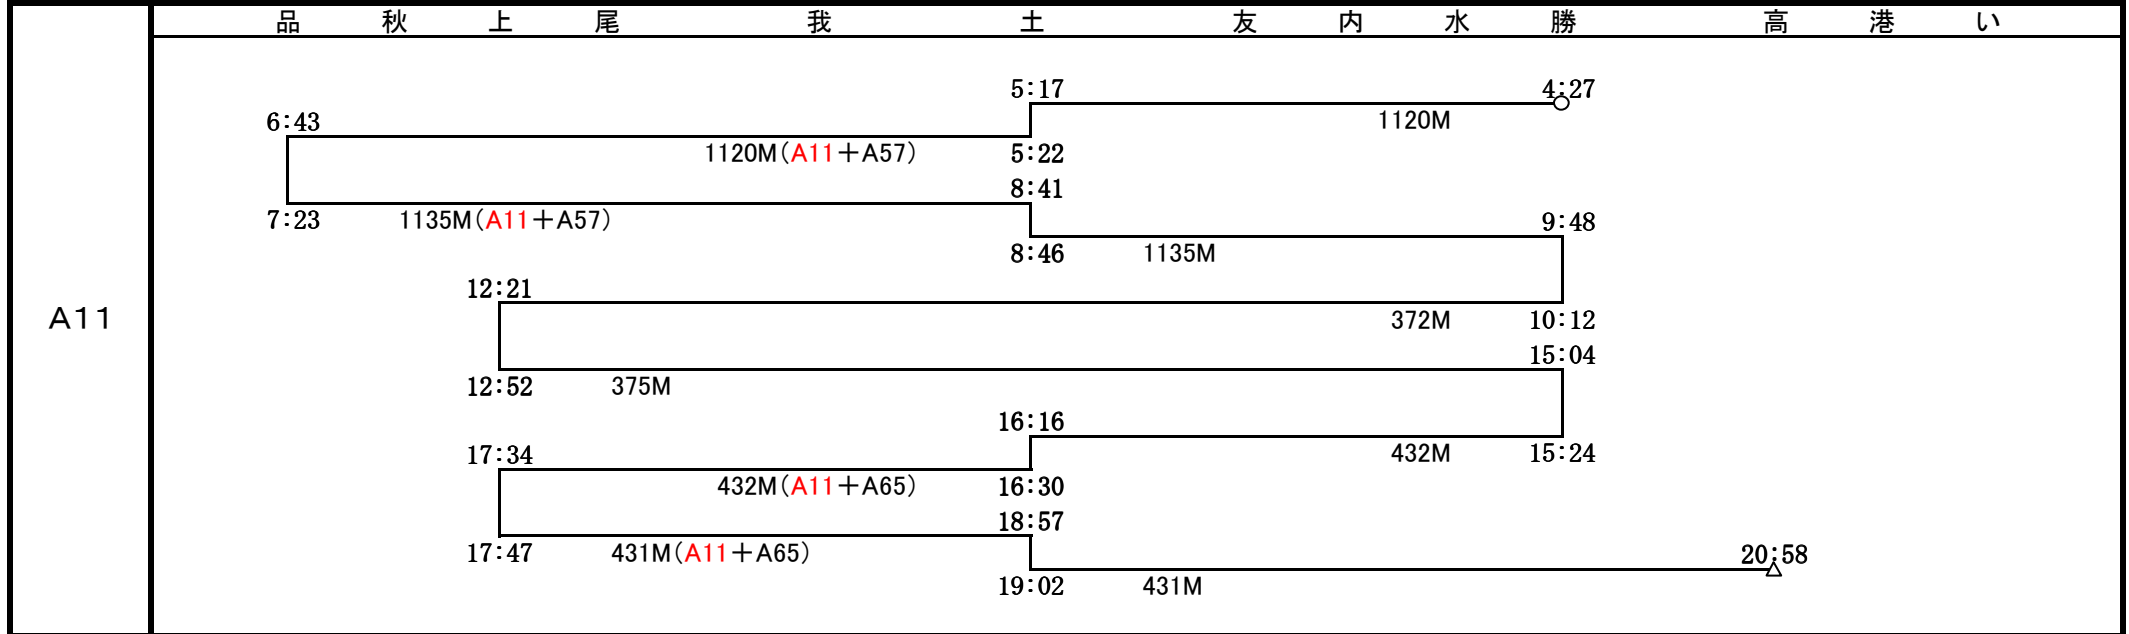 品 秋 上 尾 我 土 友 内 水 勝 高 港 い
5:17 4:27
6:43 1120M
1120M(A11+A57) 5:22
8:41
7:23 1135M(A11+A57) 9:48
8:46 1135M
12:21
A11 372M 10:12
15:04
12:52 375M
16:16
17:34 432M 15:24
432M(A11+A65) 16:30
18:57
17:47 431M(A11+A65) 20:58
19:02 431M